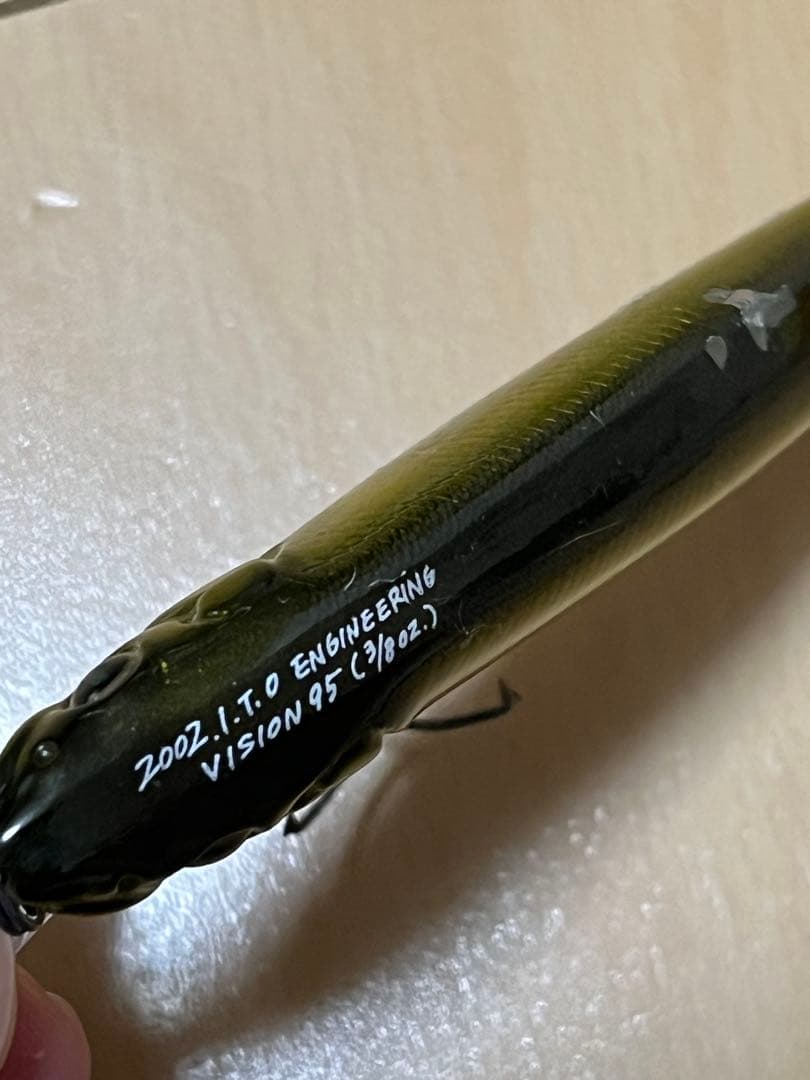 2002.I.T.O ENGINEERING
VISION 95 (3/8oz.)